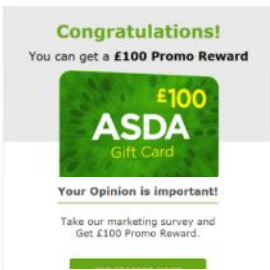 Congratulations!
You can get a £100 Promo Reward
£100
ASDA
Gift Card
Your Opinion is important!
Take our marketing survey and
Get £100 Promo Reward.